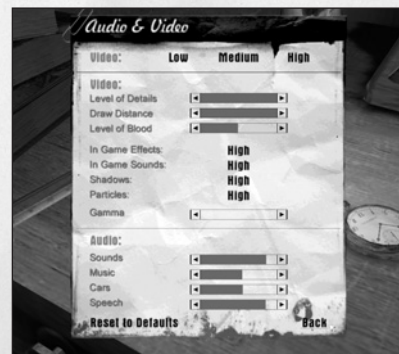 Audio & Video
Video: Low Medium High
Video:
Level of Details
Draw Distance
Level of Blood
In Game Effects: High
In Game Sounds: High
Shadows: High
Particles: High
Gamma
Audio:
Sounds
Music
Cars
Speech
Reset to Defaults Back